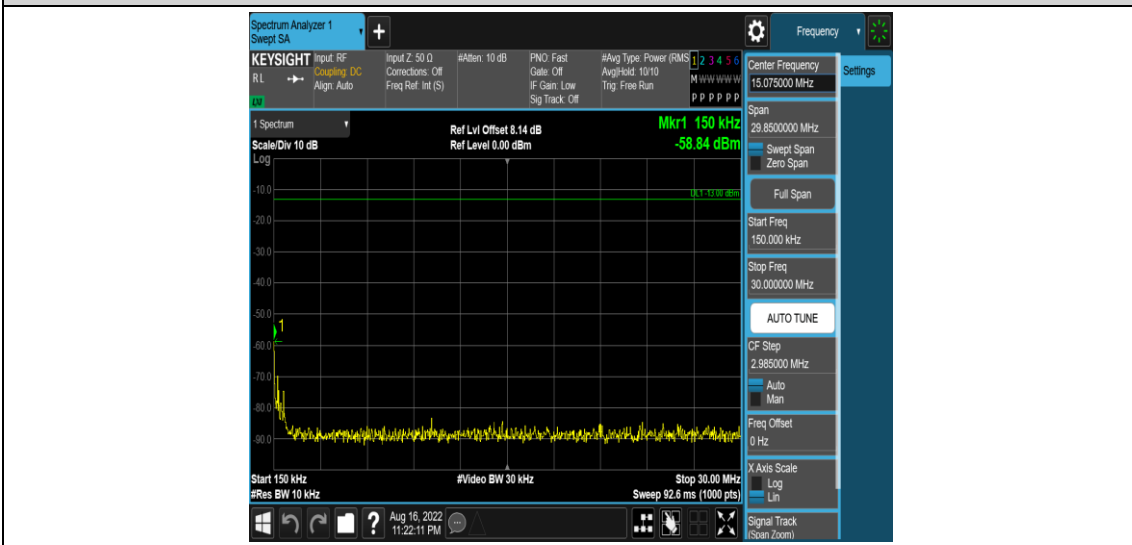 Spectrum Analyzer 1
Swept SA
+
Frequency
KEYSIGHT
RL
LXI
Input: RF
Coupling: DC
Align: Auto
Input Z: 50 Ω
Corrections: Off
Freq Ref: Int (S)
#Atten: 10 dB
PNO: Fast
Gate: Off
IF Gain: Low
Sig Track: Off
#Avg Type: Power (RMS
Avg|Hold: 10/10
Trig: Free Run
1 2 3 4 5 6
M W W W W W
P P P P P P
Center Frequency
15.075000 MHz
Settings
1 Spectrum
Scale/Div 10 dB
Ref Lvl Offset 8.14 dB
Ref Level 0.00 dBm
Mkr1 150 kHz
-58.84 dBm
Span
29.8500000 MHz
Swept Span
Zero Span
Full Span
Start Freq
150.000 kHz
Stop Freq
30.000000 MHz
AUTO TUNE
CF Step
2.985000 MHz
Auto
Man
Freq Offset
0 Hz
X Axis Scale
Log
Lin
Signal Track
(Span Zoom)
Log
DL1 -13.00 dBm
-10.0
-20.0
-30.0
-40.0
-50.0
1
-60.0
-70.0
-80.0
-90.0
Start 150 kHz
#Video BW 30 kHz
Stop 30.00 MHz
#Res BW 10 kHz
Sweep 92.6 ms (1000 pts)
?
Aug 16, 2022
11:22:11 PM